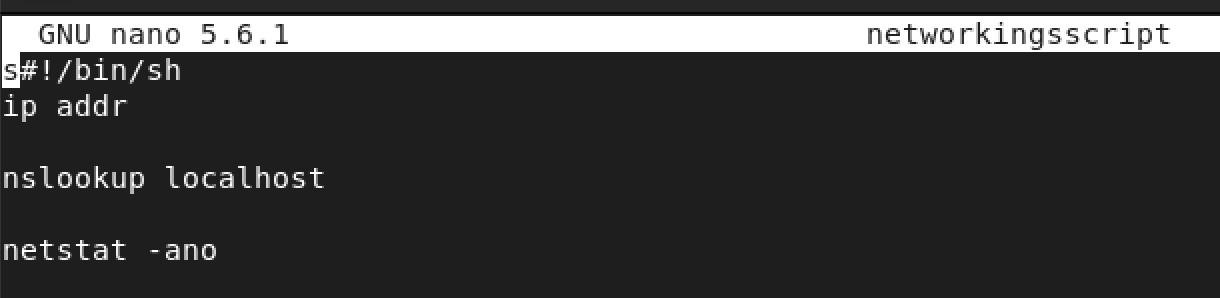 GNU nano 5.6.1 networkingsscript
s#!/bin/sh
ip addr
nslookup localhost
netstat -ano